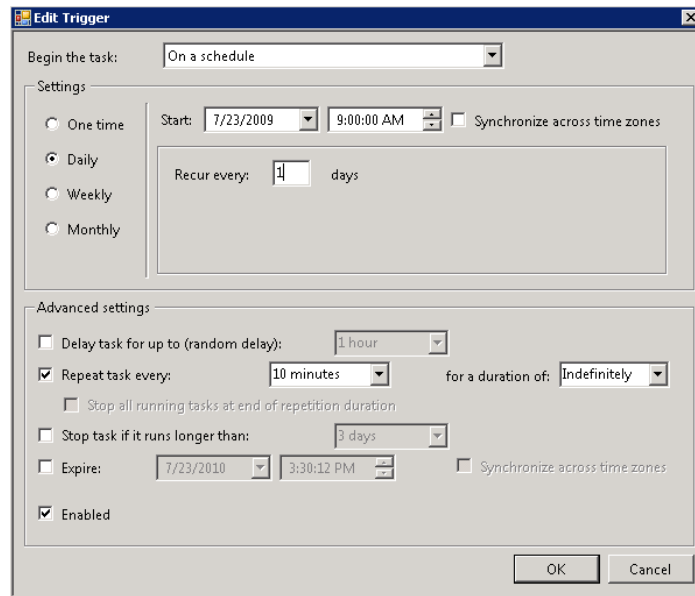 Edit Trigger
Begin the task: On a schedule
Settings
One time
Start: 7/23/2009 9:00:00 AM Synchronize across time zones
Daily
Recur every: 1 days
Weekly
Monthly
Advanced settings
Delay task for up to (random delay): 1 hour
Repeat task every: 10 minutes for a duration of: Indefinitely
Stop all running tasks at end of repetition duration
Stop task if it runs longer than: 3 days
Expire: 7/23/2010 3:30:12 PM Synchronize across time zones
Enabled
OK Cancel